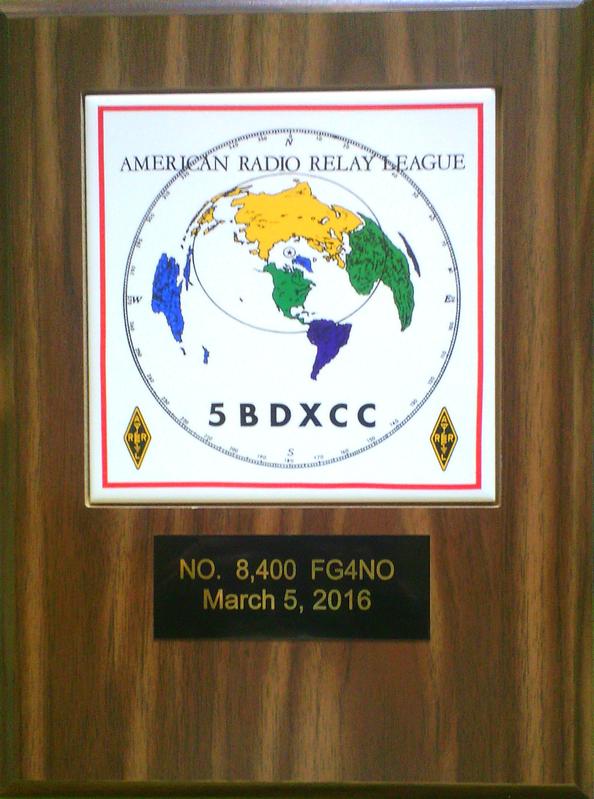 AMERICAN RADIO RELAY LEAGUE
N
W
E
5BDXCC
S
NO. 8,400 FG4NO
March 5, 2016